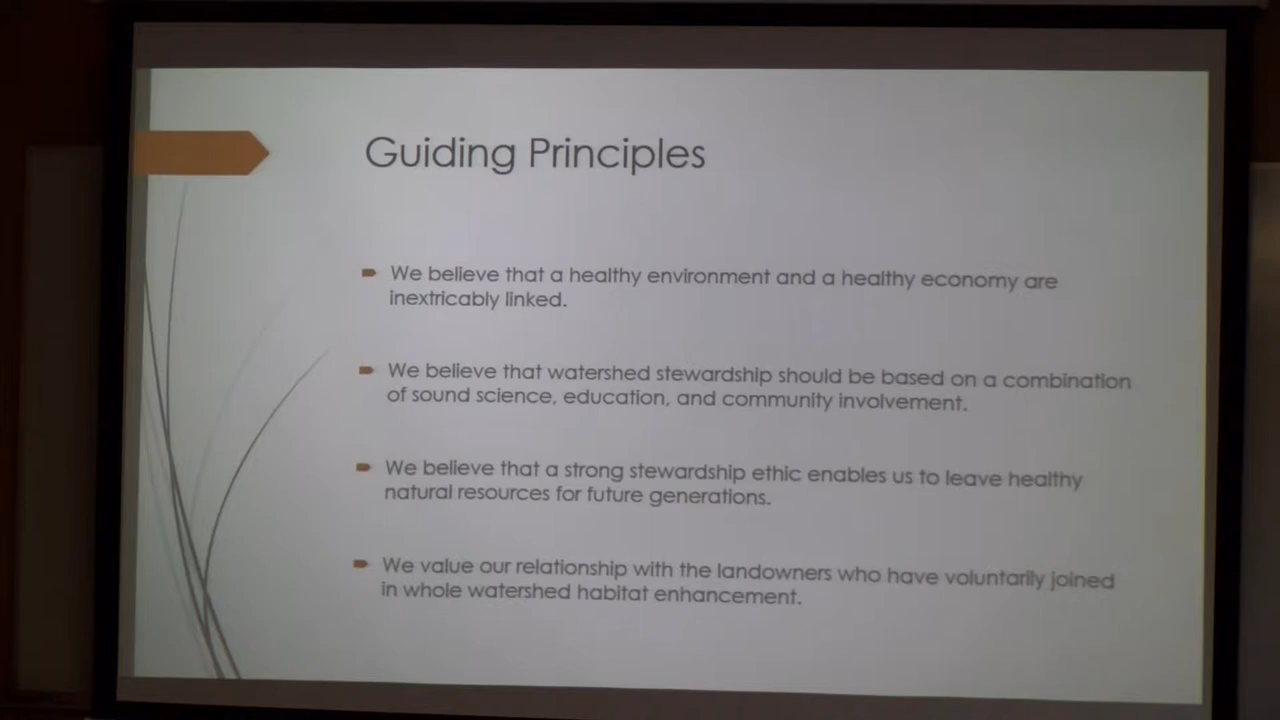 Guiding Principles
We believe that a healthy environment and a healthy economy are
inextricably linked.
We believe that watershed stewardship should be based on a combination
of sound science, education, and community involvement.
We believe that a strong stewardship ethic enables us to leave healthy
natural resources for future generations.
We value our relationship with the landowners who have voluntarily joined
in whole watershed habitat enhancement.